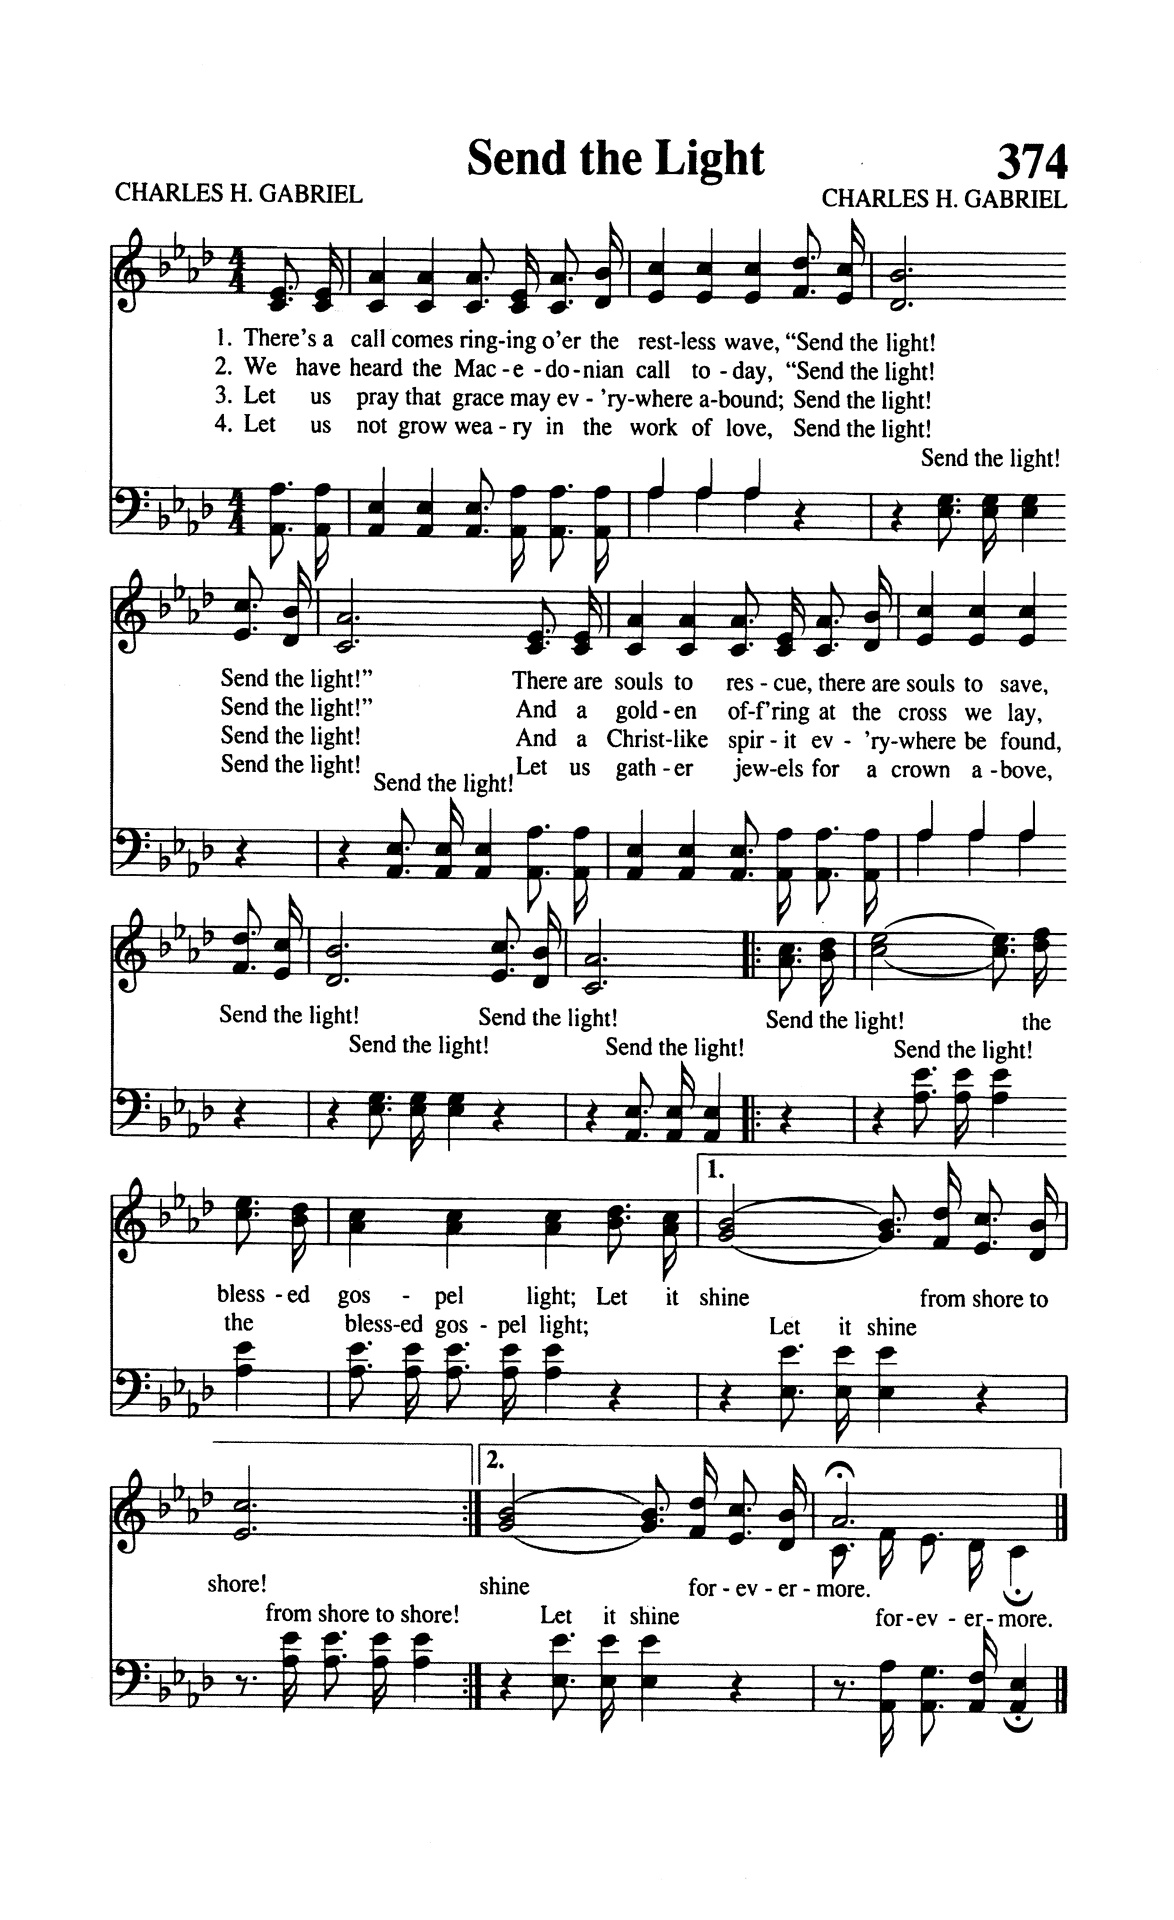 Send the Light
374
CHARLES H. GABRIEL
CHARLES H. GABRIEL
1. There's a call comes ring-ing o'er the rest-less wave, “Send the light!
2. We have heard the Mac - e - do - nian call to - day, “Send the light!
3. Let us pray that grace may ev - 'ry-where a-bound; Send the light!
4. Let us not grow wea - ry in the work of love, Send the light!
Send the light!
Send the light!” There are souls to res - cue, there are souls to save,
Send the light!” And a gold - en of-f'ring at the cross we lay,
Send the light! And a Christ-like spir - it ev - 'ry-where be found,
Send the light! Let us gath - er jew-els for a crown a - bove,
Send the light!
Send the light! Send the light! Send the light! the
Send the light! Send the light! Send the light!
1.
bless - ed gos - pel light; Let it shine from shore to
the bless-ed gos - pel light; Let it shine
2.
shore! shine for - ev - er - more.
from shore to shore! Let it shine for-ev - er - more.